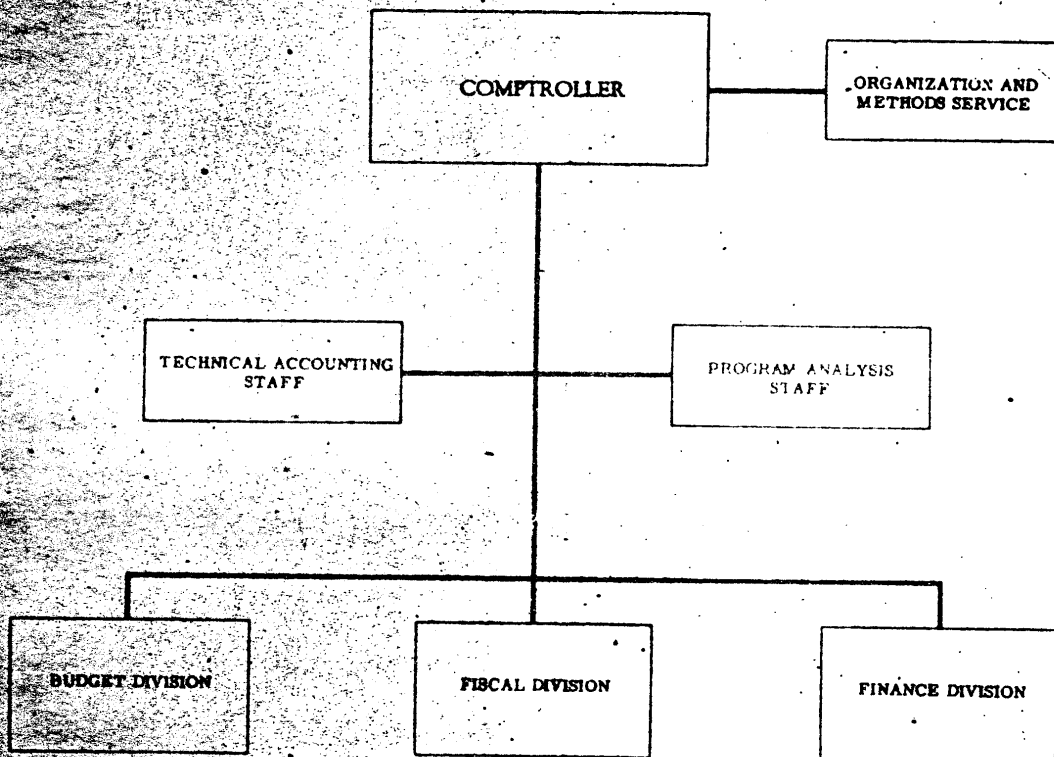 COMPTROLLER
ORGANIZATION AND
METHODS SERVICE
TECHNICAL ACCOUNTING
STAFF
PROGRAM ANALYSIS
STAFF
BUDGET DIVISION
FISCAL DIVISION
FINANCE DIVISION